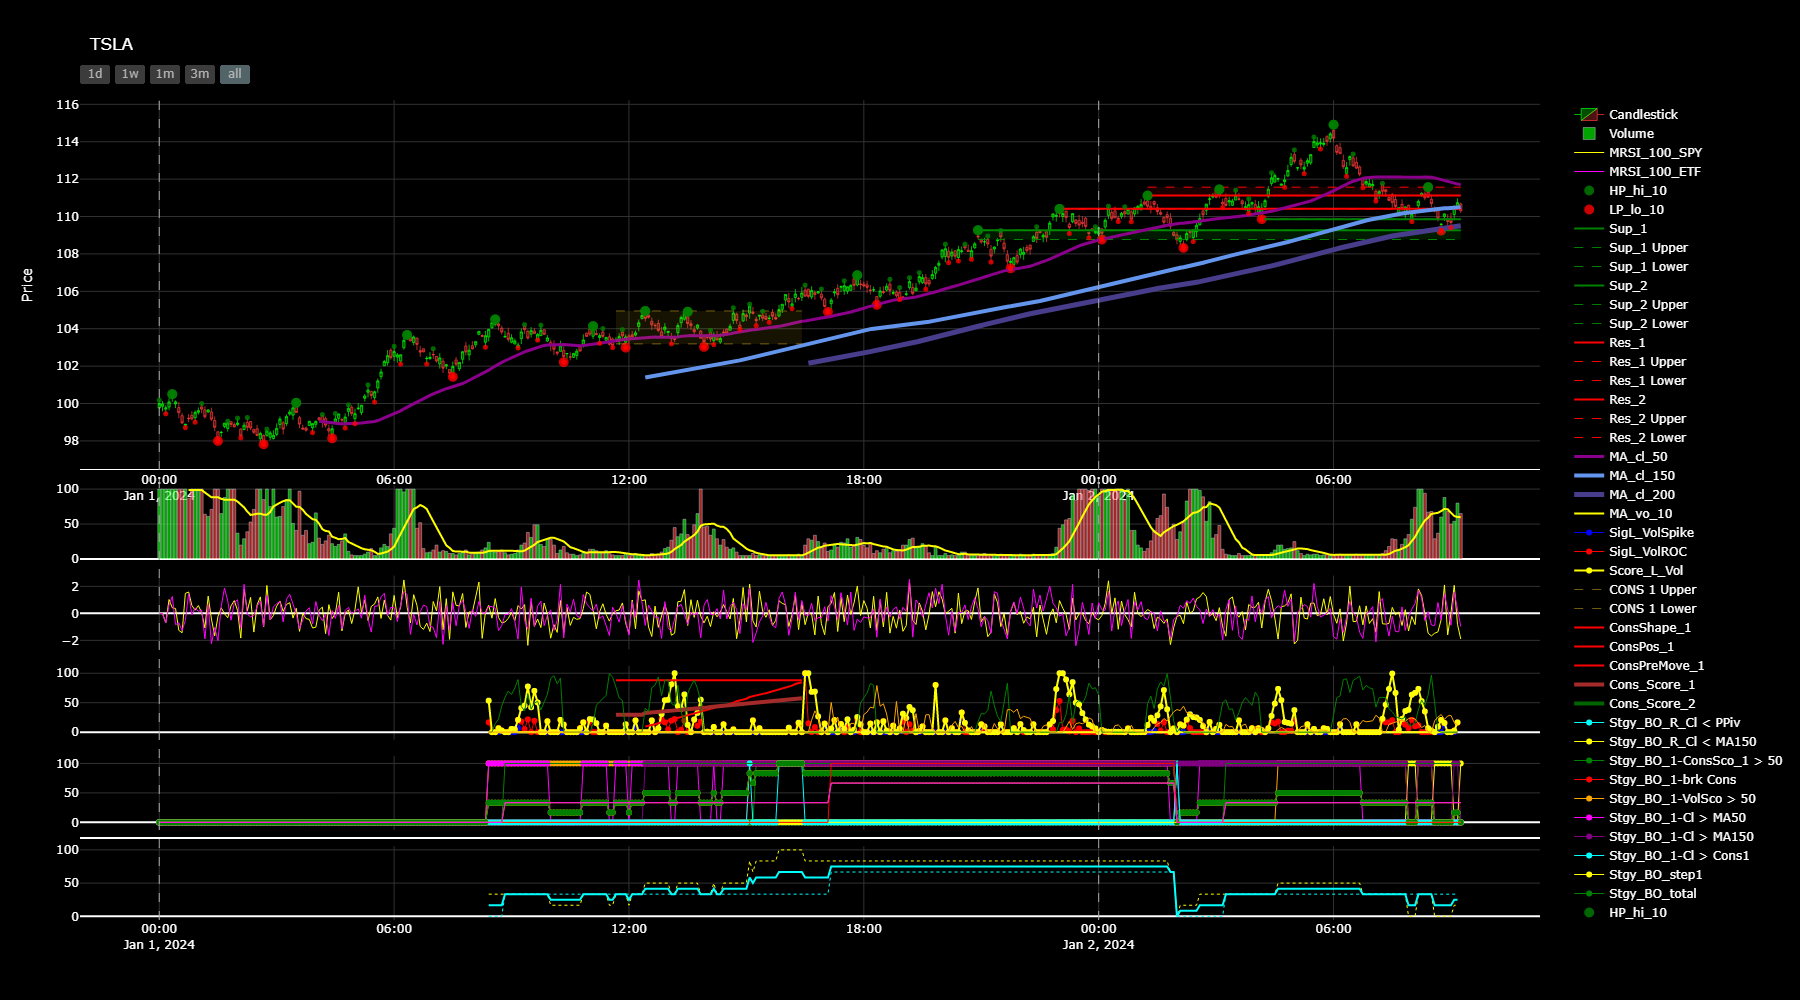 TSLA
1d 1w 1m 3m all
116
114
112
110
108
106
104
102
100
98
Price
00:00 06:00 12:00 18:00 00:00 06:00
Jan 1, 2024 Jan 2, 2024
100
50
0
2
0
−2
100
50
0
100
50
0
100
50
0
00:00 06:00 12:00 18:00 00:00 06:00
Jan 1, 2024 Jan 2, 2024
Candlestick
Volume
MRSI_100_SPY
MRSI_100_ETF
HP_hi_10
LP_lo_10
Sup_1
Sup_1 Upper
Sup_1 Lower
Sup_2
Sup_2 Upper
Sup_2 Lower
Res_1
Res_1 Upper
Res_1 Lower
Res_2
Res_2 Upper
Res_2 Lower
MA_cl_50
MA_cl_150
MA_cl_200
MA_vo_10
SigL_VolSpike
SigL_VolROC
Score_L_Vol
CONS 1 Upper
CONS 1 Lower
ConsShape_1
ConsPos_1
ConsPreMove_1
Cons_Score_1
Cons_Score_2
Stgy_BO_R_Cl < PPiv
Stgy_BO_R_Cl < MA150
Stgy_BO_1-ConsSco_1 > 50
Stgy_BO_1-brk Cons
Stgy_BO_1-VolSco > 50
Stgy_BO_1-Cl > MA50
Stgy_BO_1-Cl > MA150
Stgy_BO_1-Cl > Cons1
Stgy_BO_step1
Stgy_BO_total
HP_hi_10